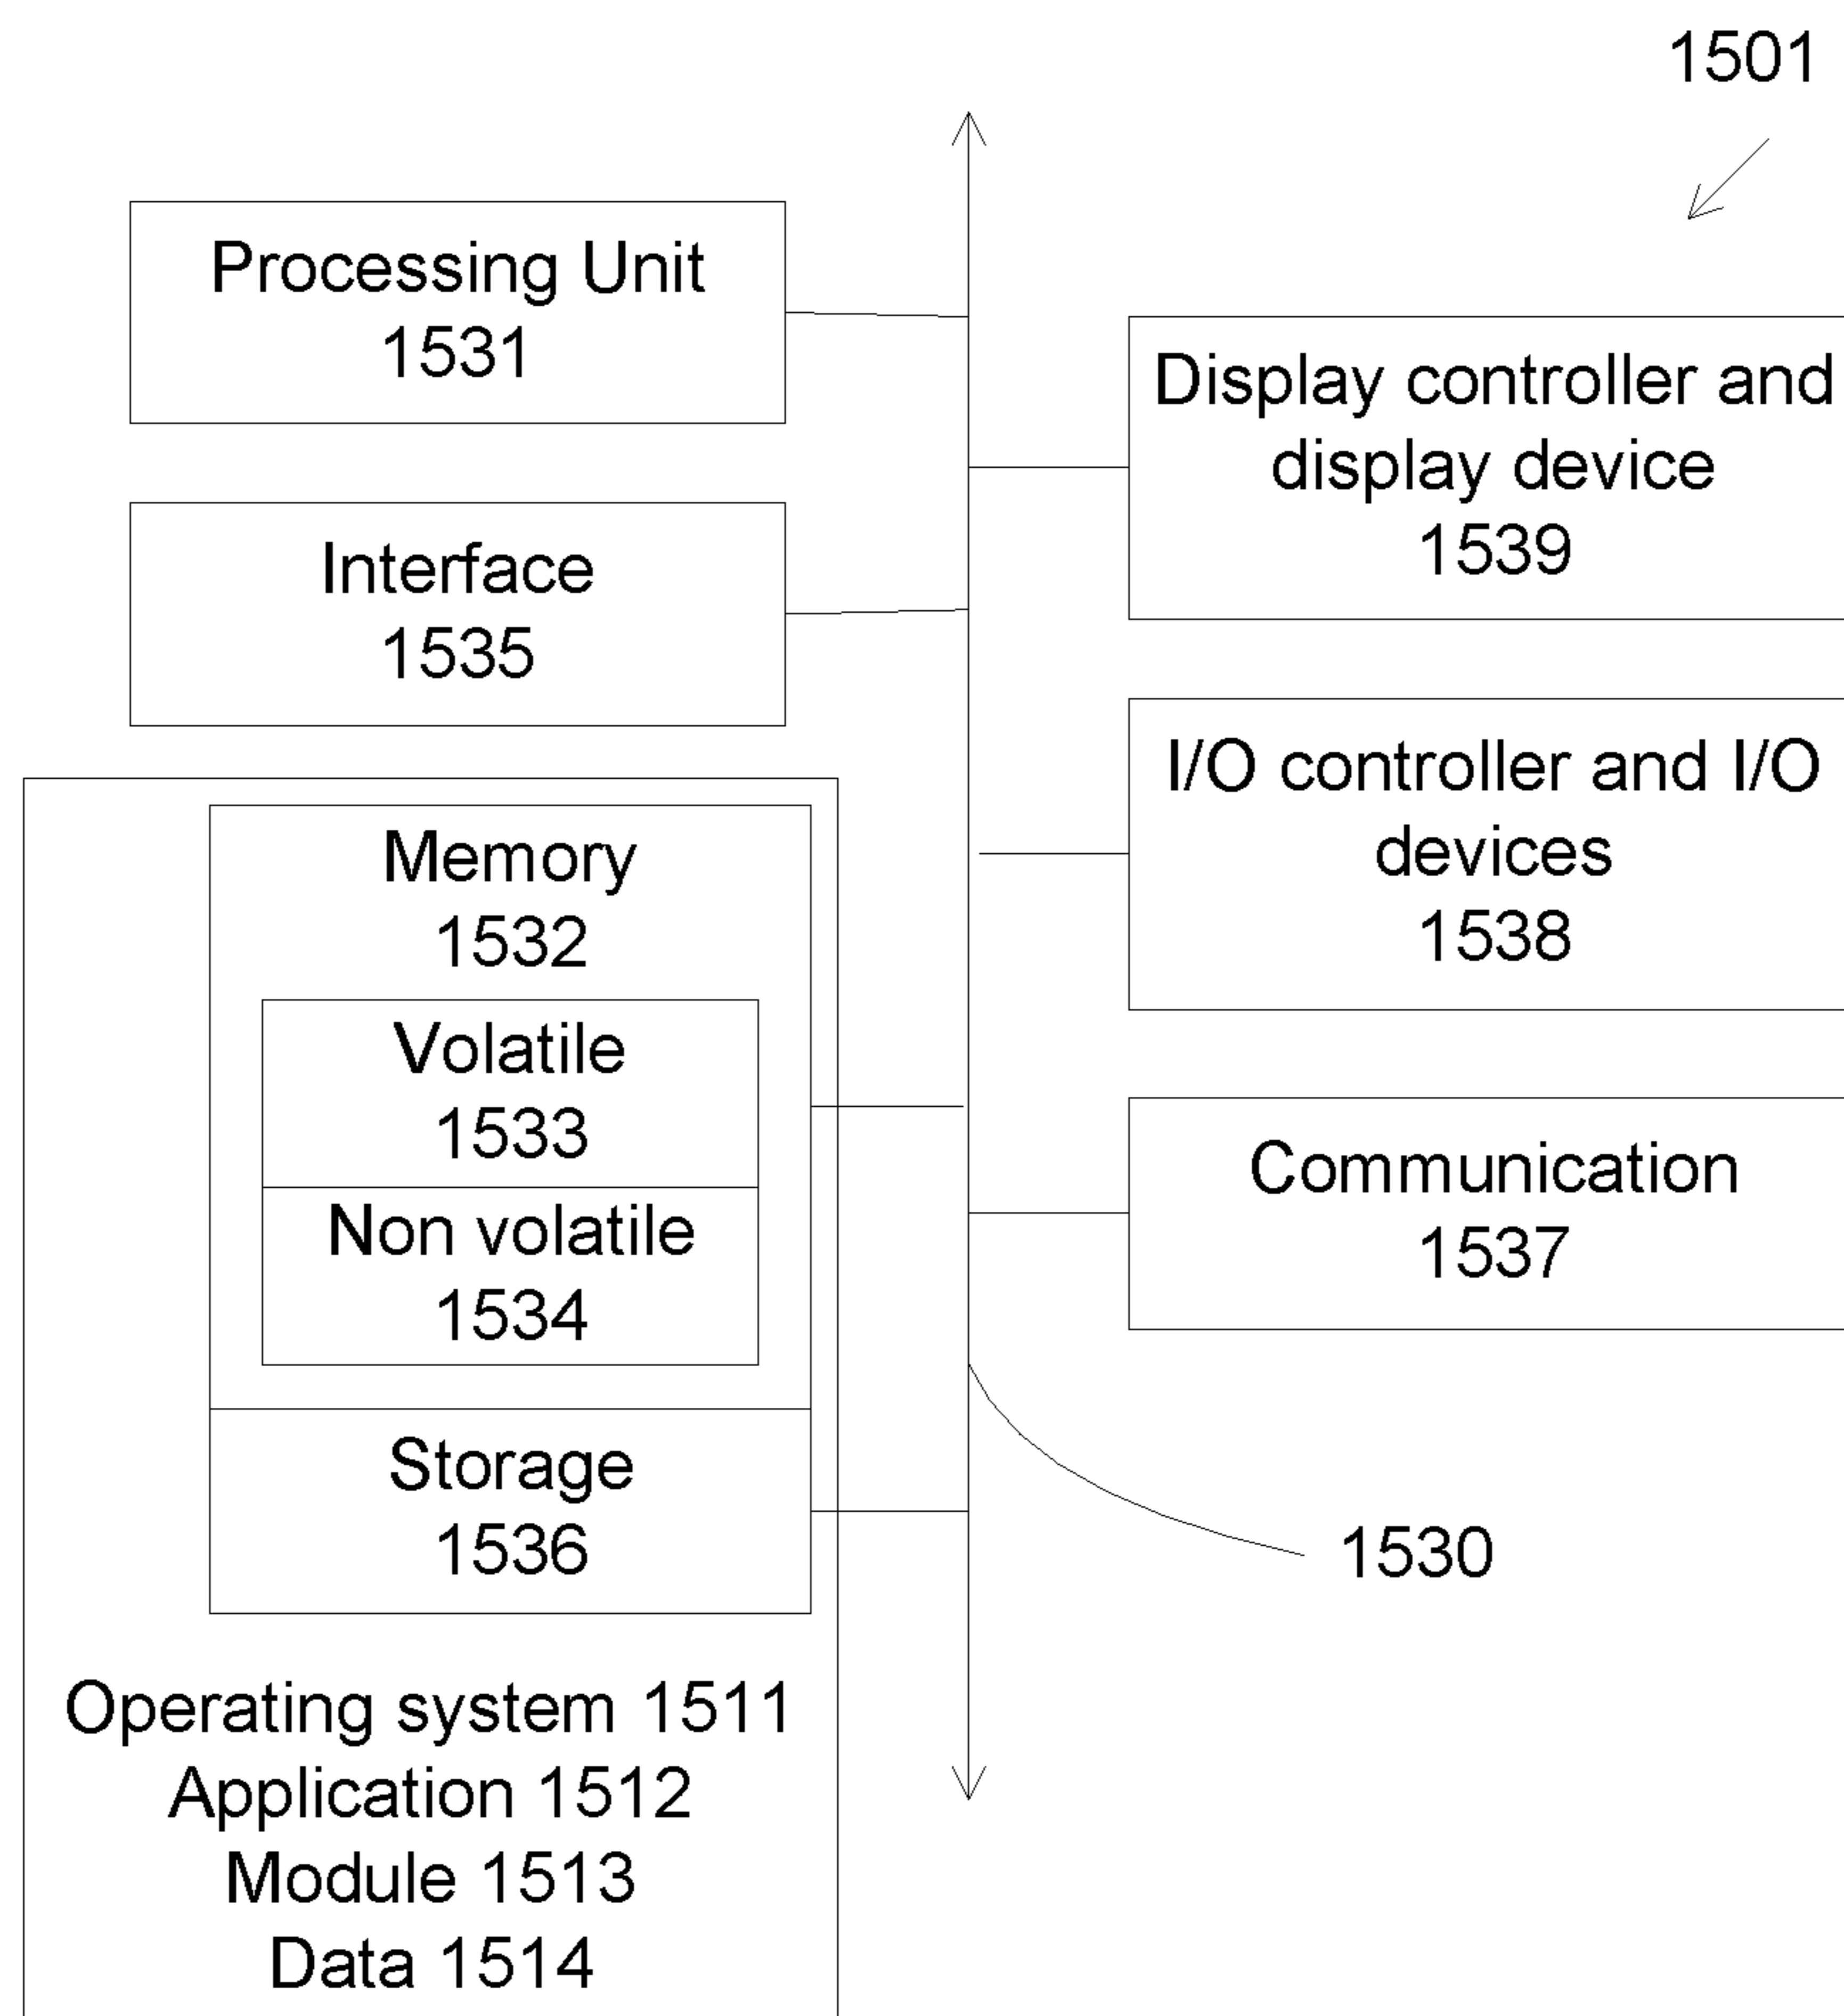 1501
Processing Unit
1531
Interface
1535
Memory
1532
Volatile
1533
Non volatile
1534
Storage
1536
Operating system 1511
Application 1512
Module 1513
Data 1514
Display controller and
display device
1539
I/O controller and I/O
devices
1538
Communication
1537
1530